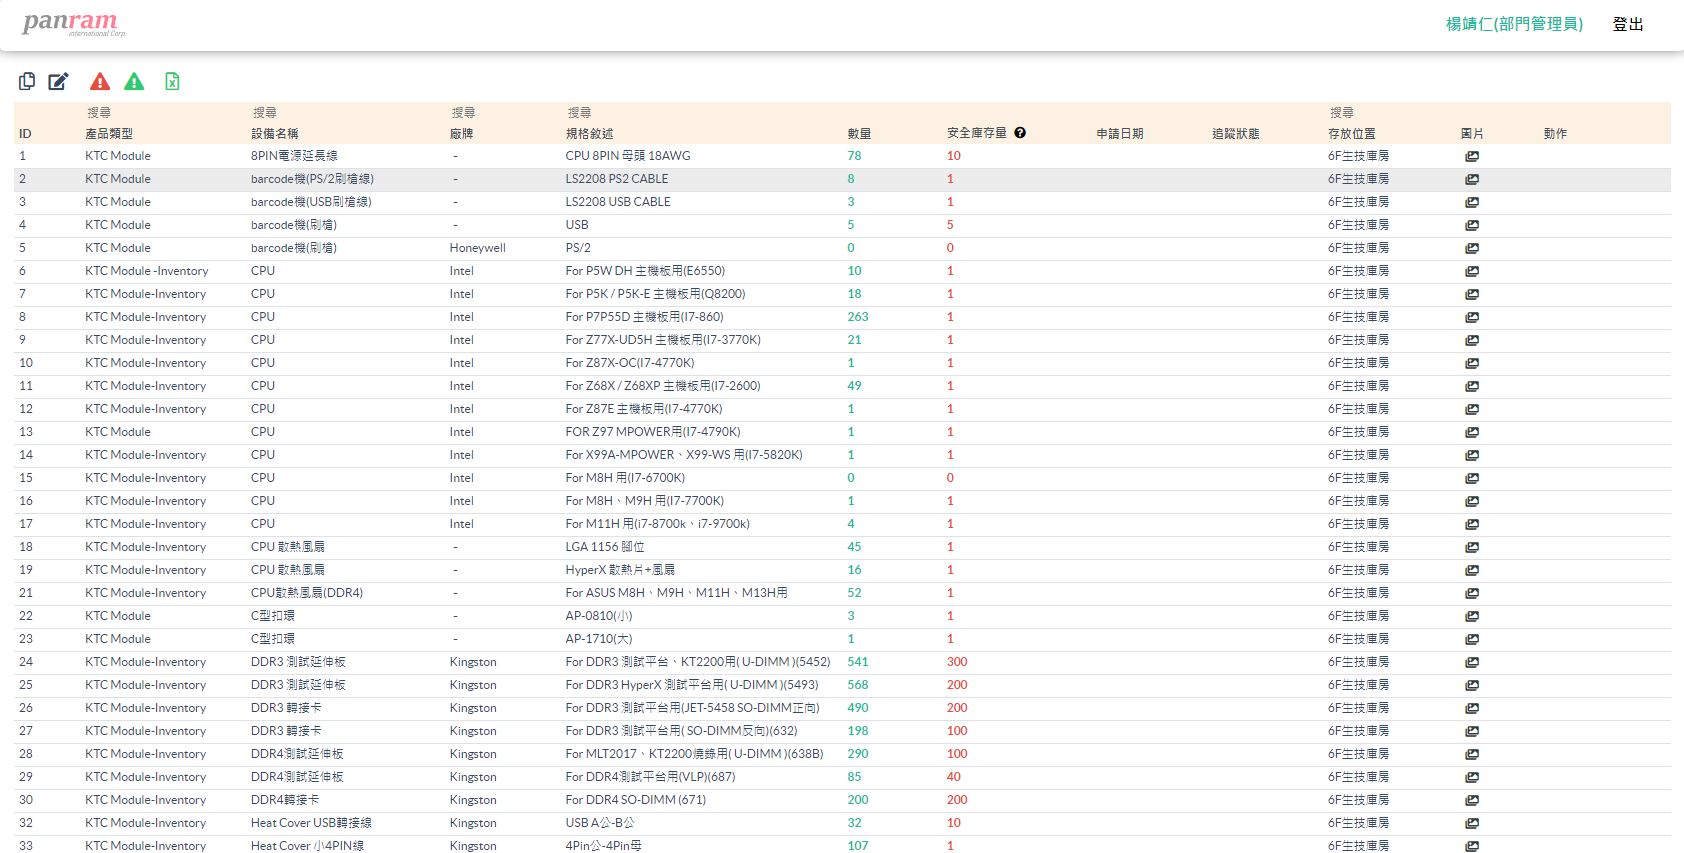 panram
international Corp.
楊靖仁(部門管理員) 登出
搜尋 搜尋 搜尋 搜尋 搜尋
ID 產品類型 設備名稱 廠牌 規格敘述 數量 安全庫存量 申請日期 追蹤狀態 存放位置 圖片 動作
1 KTC Module 8PIN電源延長線 - CPU 8PIN 母頭 18AWG 78 10 6F生技庫房
2 KTC Module barcode機(PS/2刷槍線) - LS2208 PS2 CABLE 8 1 6F生技庫房
3 KTC Module barcode機(USB刷槍線) - LS2208 USB CABLE 3 1 6F生技庫房
4 KTC Module barcode機(刷槍) - USB 5 5 6F生技庫房
5 KTC Module barcode機(刷槍) Honeywell PS/2 0 0 6F生技庫房
6 KTC Module -Inventory CPU Intel For P5W DH 主機板用(E6550) 10 1 6F生技庫房
7 KTC Module-Inventory CPU Intel For P5K / P5K-E 主機板用(Q8200) 18 1 6F生技庫房
8 KTC Module-Inventory CPU Intel For P7P55D 主機板用(I7-860) 263 1 6F生技庫房
9 KTC Module-Inventory CPU Intel For Z77X-UD5H 主機板用(I7-3770K) 21 1 6F生技庫房
10 KTC Module-Inventory CPU Intel For Z87X-OC(I7-4770K) 1 1 6F生技庫房
11 KTC Module-Inventory CPU Intel For Z68X / Z68XP 主機板用(I7-2600) 49 1 6F生技庫房
12 KTC Module-Inventory CPU Intel For Z87E 主機板用(I7-4770K) 1 1 6F生技庫房
13 KTC Module CPU Intel FOR Z97 MPOWER用(I7-4790K) 1 1 6F生技庫房
14 KTC Module-Inventory CPU Intel For X99A-MPOWER、X99-WS 用(I7-5820K) 1 1 6F生技庫房
15 KTC Module-Inventory CPU Intel For M8H 用(I7-6700K) 0 0 6F生技庫房
16 KTC Module-Inventory CPU Intel For M8H、M9H 用(I7-7700K) 1 1 6F生技庫房
17 KTC Module-Inventory CPU Intel For M11H 用(i7-8700k、i7-9700k) 4 1 6F生技庫房
18 KTC Module-Inventory CPU 散熱風扇 - LGA 1156 腳位 45 1 6F生技庫房
19 KTC Module-Inventory CPU 散熱風扇 - HyperX 散熱片+風扇 16 1 6F生技庫房
21 KTC Module-Inventory CPU散熱風扇(DDR4) - For ASUS M8H、M9H、M11H、M13H用 52 1 6F生技庫房
22 KTC Module C型扣環 - AP-0810(小) 3 1 6F生技庫房
23 KTC Module C型扣環 - AP-1710(大) 1 1 6F生技庫房
24 KTC Module-Inventory DDR3 測試延伸板 Kingston For DDR3 測試平台、KT2200用( U-DIMM )(5452) 541 300 6F生技庫房
25 KTC Module-Inventory DDR3 測試延伸板 Kingston For DDR3 HyperX 測試平台用( U-DIMM )(5493) 568 200 6F生技庫房
26 KTC Module-Inventory DDR3 轉接卡 Kingston For DDR3 測試平台用(JET-5458 SO-DIMM正向) 490 200 6F生技庫房
27 KTC Module-Inventory DDR3 轉接卡 Kingston For DDR3 測試平台用( SO-DIMM反向)(632) 198 100 6F生技庫房
28 KTC Module-Inventory DDR4測試延伸板 Kingston For MLT2017、KT2200燒錄用( U-DIMM )(638B) 290 100 6F生技庫房
29 KTC Module-Inventory DDR4測試延伸板 Kingston For DDR4測試平台用(VLP)(687) 85 40 6F生技庫房
30 KTC Module-Inventory DDR4轉接卡 Kingston For DDR4 SO-DIMM (671) 200 200 6F生技庫房
32 KTC Module-Inventory Heat Cover USB轉接線 Kingston USB A公-B公 32 10 6F生技庫房
33 KTC Module-Inventory Heat Cover 小4PIN線 Kingston 4Pin公-4Pin母 107 1 6F生技庫房